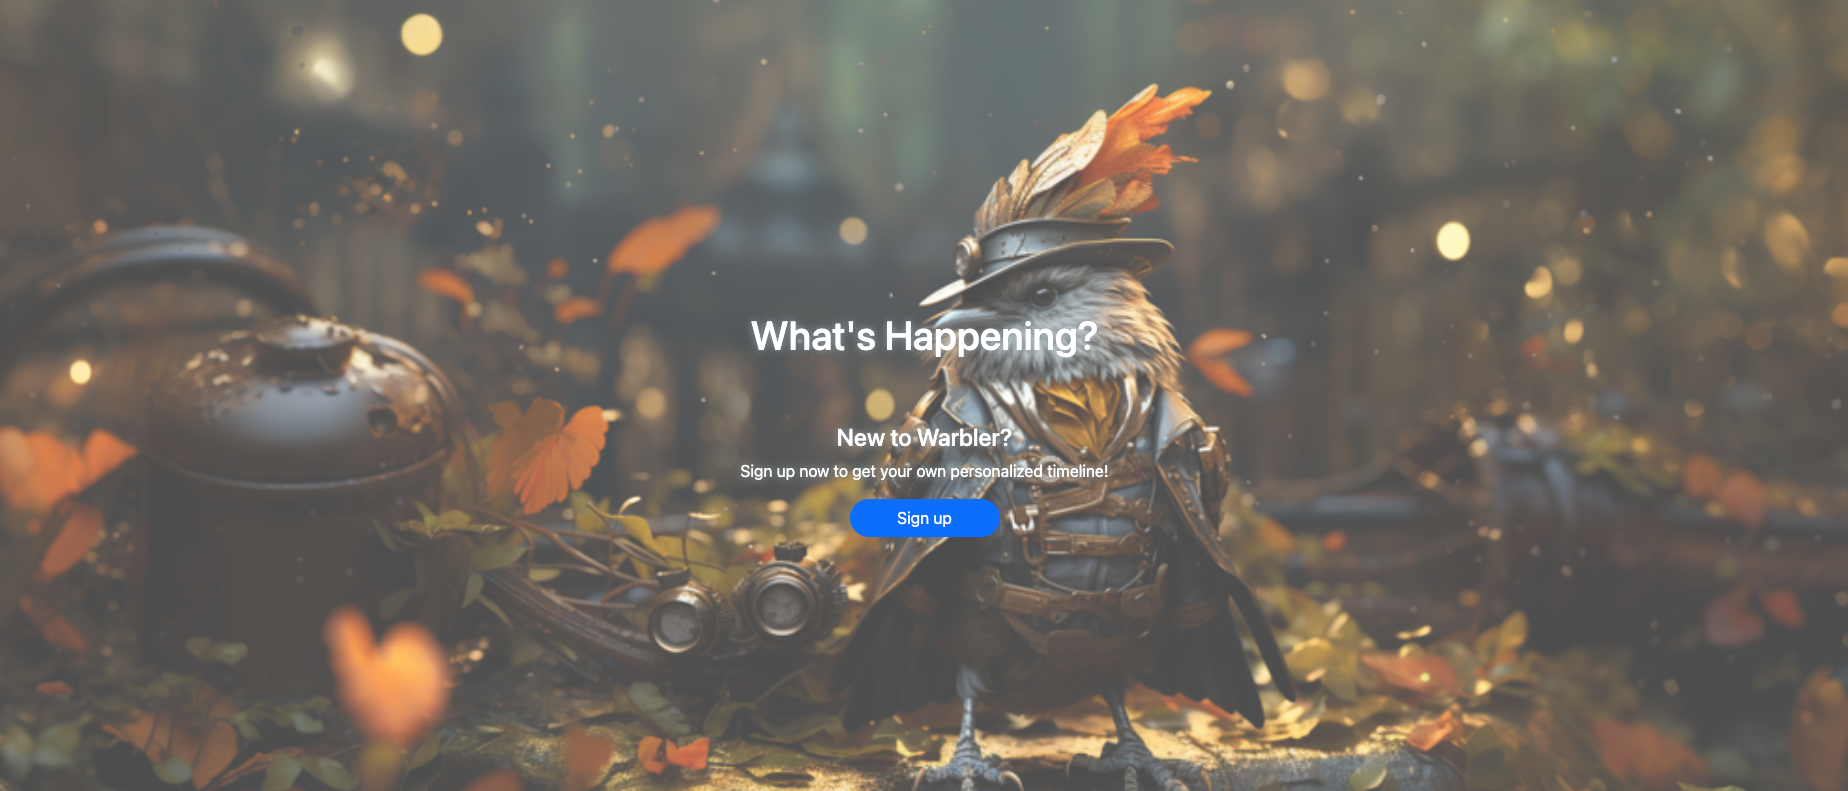 What's Happening?
New to Warbler?
Sign up now to get your own personalized timeline!
Sign up